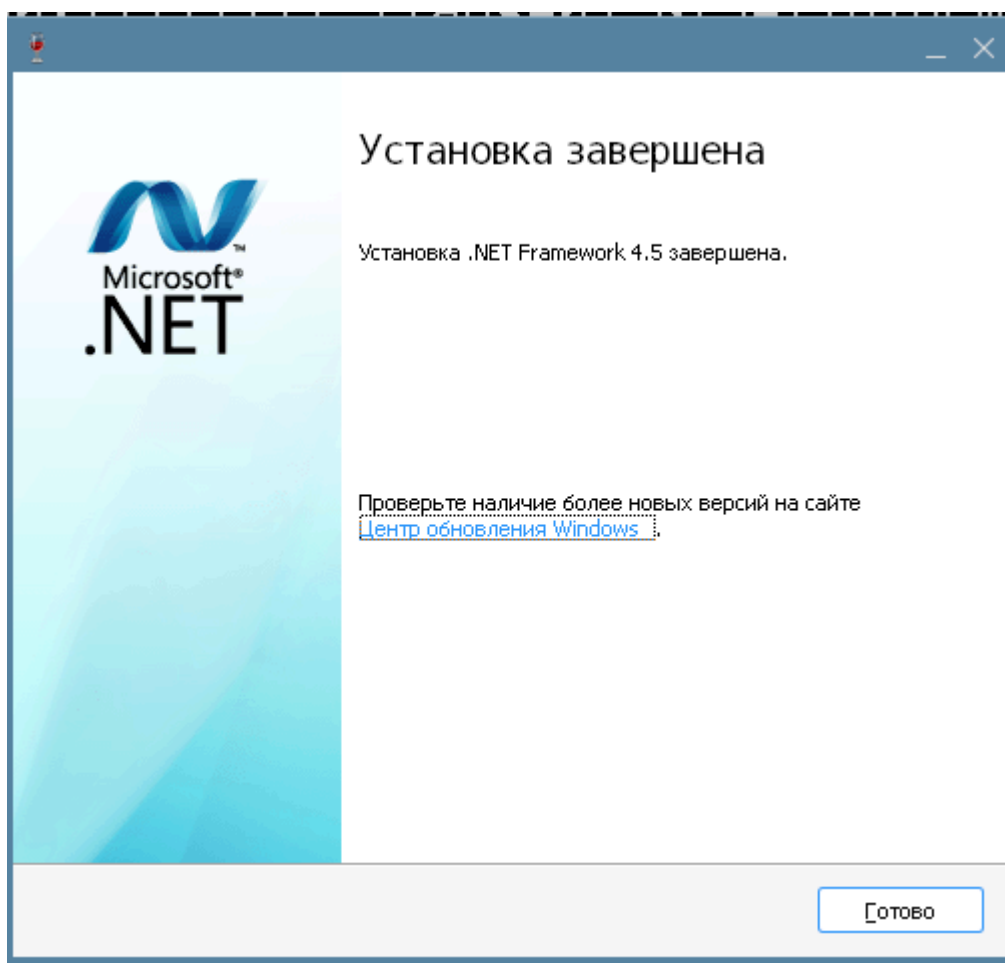 Установка завершена
Установка .NET Framework 4.5 завершена.
Microsoft®
.NET
™
Проверьте наличие более новых версий на сайте
Центр обновления Windows .
Готово